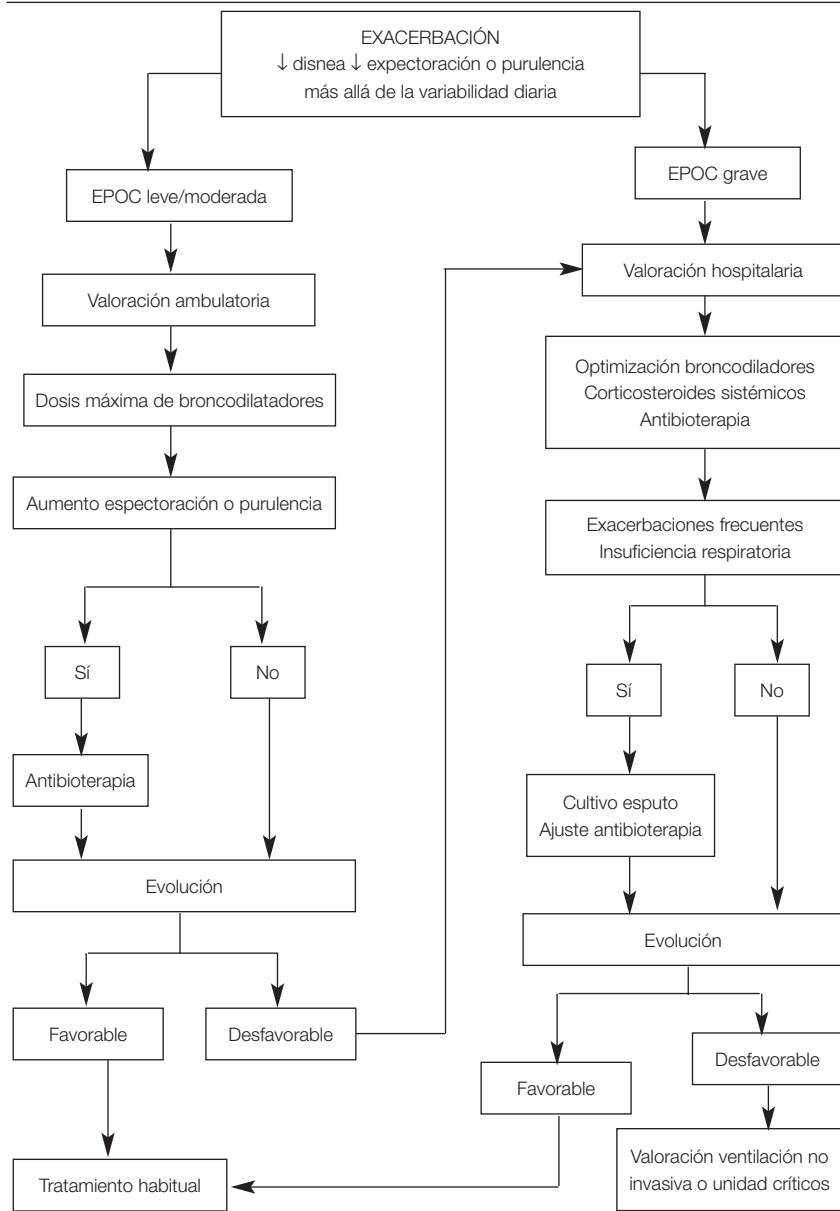 EXACERBACIÓN
↓ disnea ↓ expectoración o purulencia
más allá de la variabilidad diaria
EPOC leve/moderada
Valoración ambulatoria
Dosis máxima de broncodilatadores
Aumento espectoración o purulencia
Sí
No
Antibioterapia
Evolución
Favorable
Desfavorable
Tratamiento habitual
EPOC grave
Valoración hospitalaria
Optimización broncodiladores
Corticosteroides sistémicos
Antibioterapia
Exacerbaciones frecuentes
Insuficiencia respiratoria
Sí
No
Cultivo esputo
Ajuste antibioterapia
Evolución
Favorable
Desfavorable
Valoración ventilación no
invasiva o unidad críticos